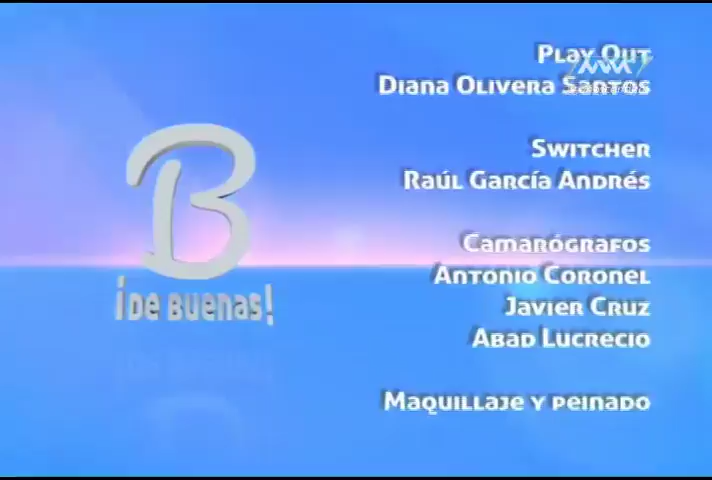 Play Out
Diana Olivera Santos
Switcher
Raúl García Andrés
Camarógrafos
Antonio Coronel
Javier Cruz
Abad Lucrecio
Maquillaje y peinado
B
¡De Buenas!